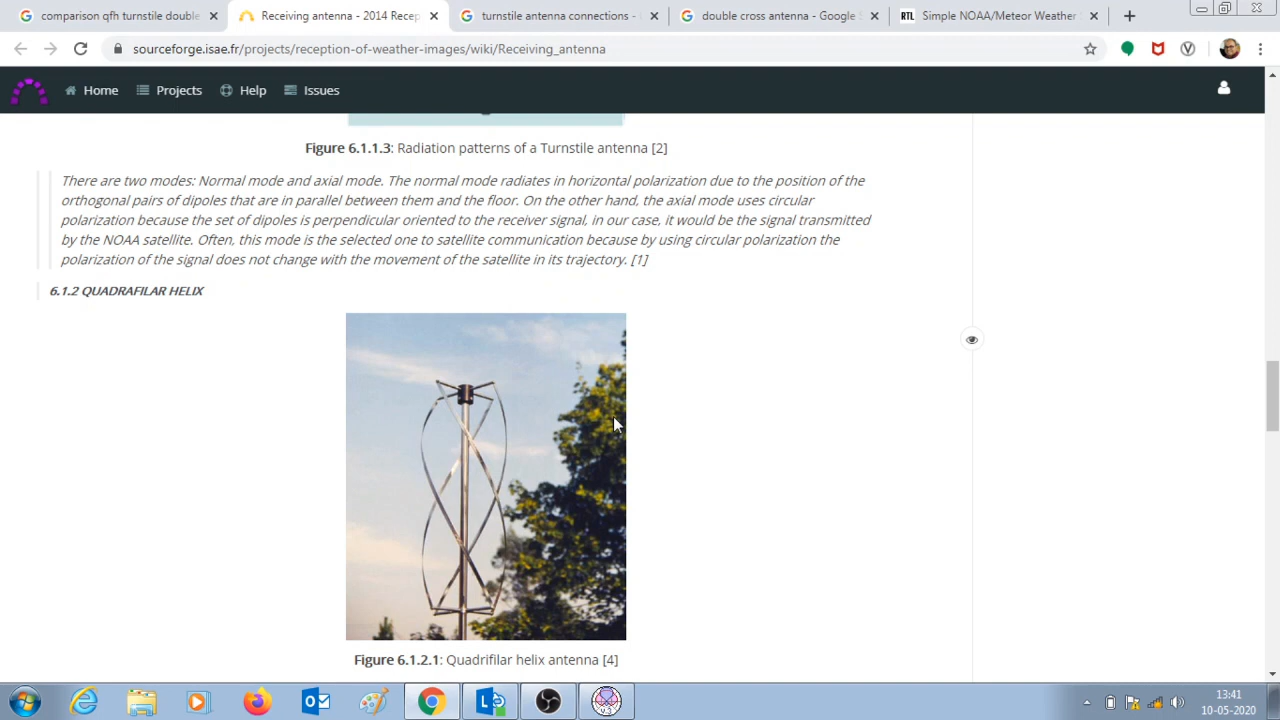 comparison qfh turnstile double
Receiving antenna - 2014 Recep
turnstile antenna connections -
double cross antenna - Google S
RTL Simple NOAA/Meteor Weather
sourceforge.isae.fr/projects/reception-of-weather-images/wiki/Receiving_antenna
Home Projects Help Issues
Figure 6.1.1.3: Radiation patterns of a Turnstile antenna [2]
There are two modes: Normal mode and axial mode. The normal mode radiates in horizontal polarization due to the position of the
orthogonal pairs of dipoles that are in parallel between them and the floor. On the other hand, the axial mode uses circular
polarization because the set of dipoles is perpendicular oriented to the receiver signal, in our case, it would be the signal transmitted
by the NOAA satellite. Often, this mode is the selected one to satellite communication because by using circular polarization the
polarization of the signal does not change with the movement of the satellite in its trajectory. [1]
6.1.2 QUADRAFILAR HELIX
Figure 6.1.2.1: Quadrifilar helix antenna [4]
13:41
10-05-2020